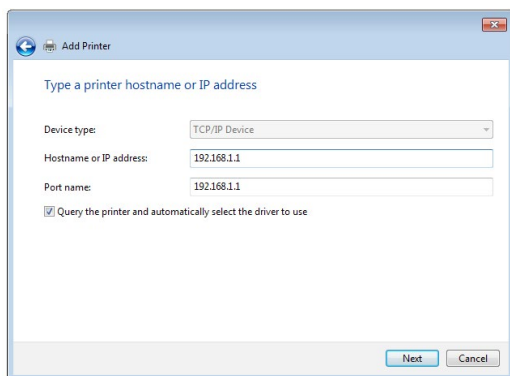 Add Printer
Type a printer hostname or IP address
Device type: TCP/IP Device
Hostname or IP address: 192.168.1.1
Port name: 192.168.1.1
Query the printer and automatically select the driver to use
Next Cancel